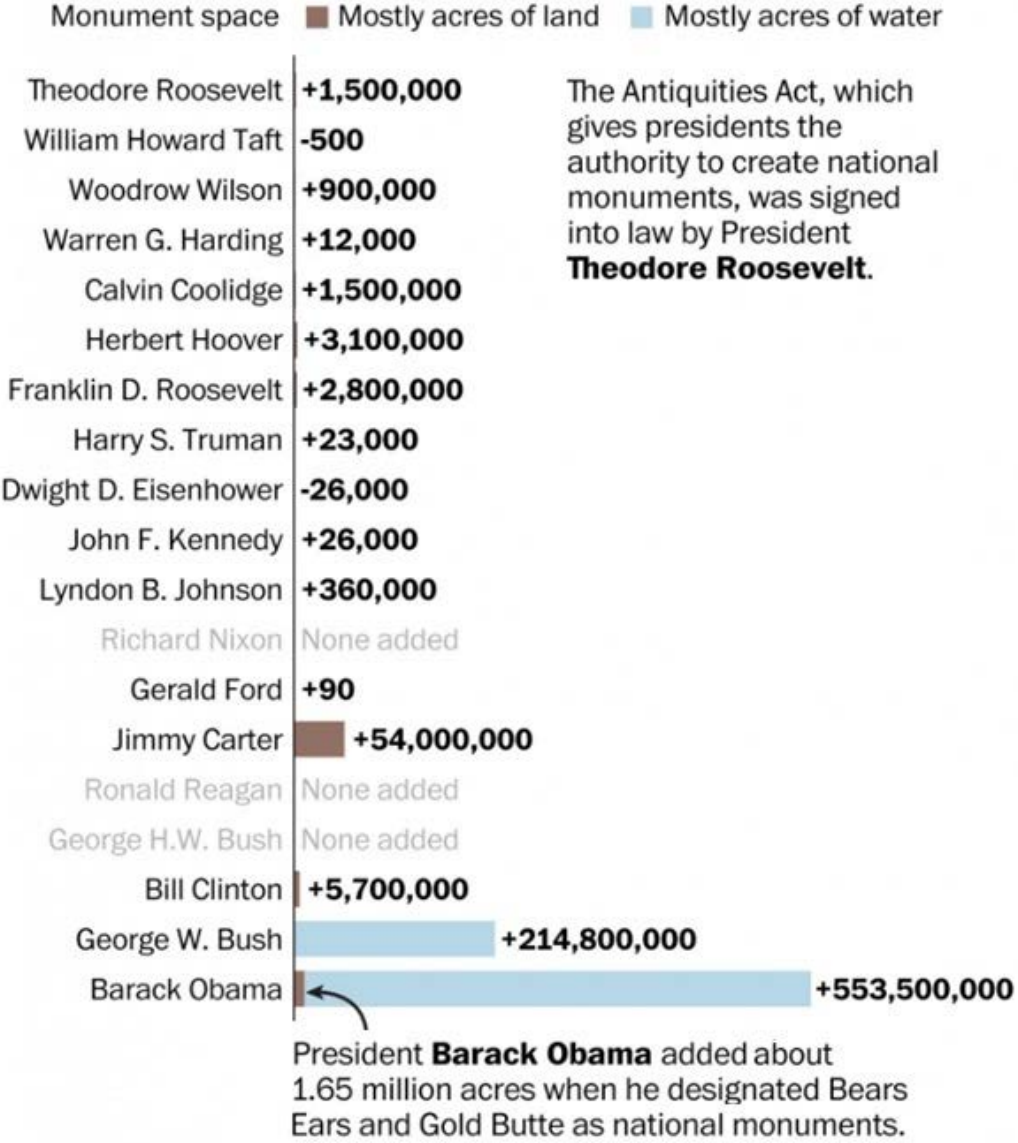 Monument space Mostly acres of land Mostly acres of water
Theodore Roosevelt +1,500,000
William Howard Taft -500
Woodrow Wilson +900,000
Warren G. Harding +12,000
Calvin Coolidge +1,500,000
Herbert Hoover +3,100,000
Franklin D. Roosevelt +2,800,000
Harry S. Truman +23,000
Dwight D. Eisenhower -26,000
John F. Kennedy +26,000
Lyndon B. Johnson +360,000
Richard Nixon None added
Gerald Ford +90
Jimmy Carter +54,000,000
Ronald Reagan None added
George H.W. Bush None added
Bill Clinton +5,700,000
George W. Bush +214,800,000
Barack Obama +553,500,000
The Antiquities Act, which
gives presidents the
authority to create national
monuments, was signed
into law by President
Theodore Roosevelt.
President Barack Obama added about
1.65 million acres when he designated Bears
Ears and Gold Butte as national monuments.